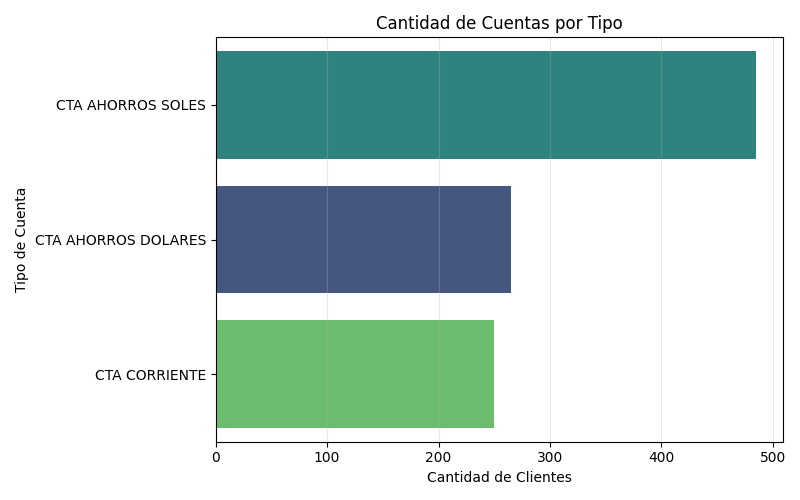 Cantidad de Cuentas por Tipo
Tipo de Cuenta
CTA AHORROS SOLES
CTA AHORROS DOLARES
CTA CORRIENTE
0 100 200 300 400 500
Cantidad de Clientes